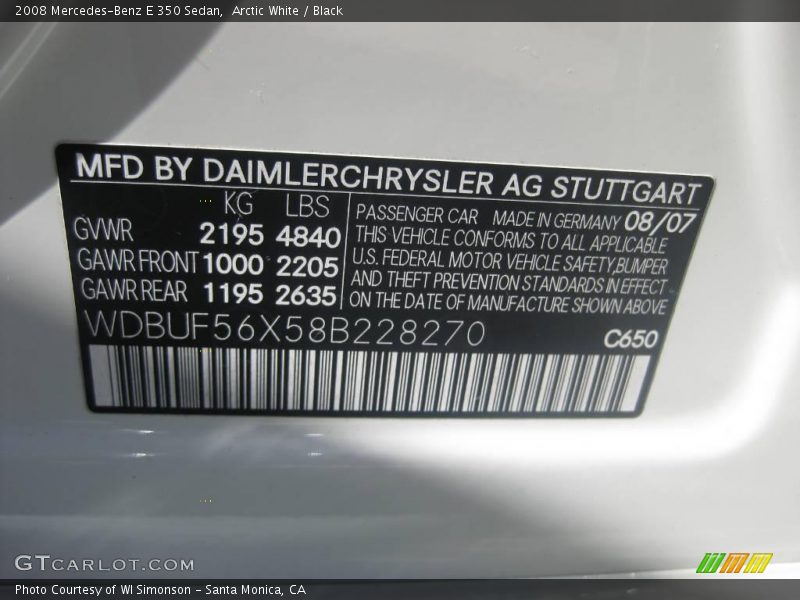 2008 Mercedes-Benz E 350 Sedan, Arctic White / Black
MFD BY DAIMLERCHRYSLER AG STUTTGART
KG LBS
GVWR 2195 4840
GAWR FRONT 1000 2205
GAWR REAR 1195 2635
PASSENGER CAR MADE IN GERMANY 08/07
THIS VEHICLE CONFORMS TO ALL APPLICABLE
U.S. FEDERAL MOTOR VEHICLE SAFETY,BUMPER
AND THEFT PREVENTION STANDARDS IN EFFECT
ON THE DATE OF MANUFACTURE SHOWN ABOVE
WDBUF56X58B228270
C650
GTCARLOT.COM
Photo Courtesy of WI Simonson - Santa Monica, CA